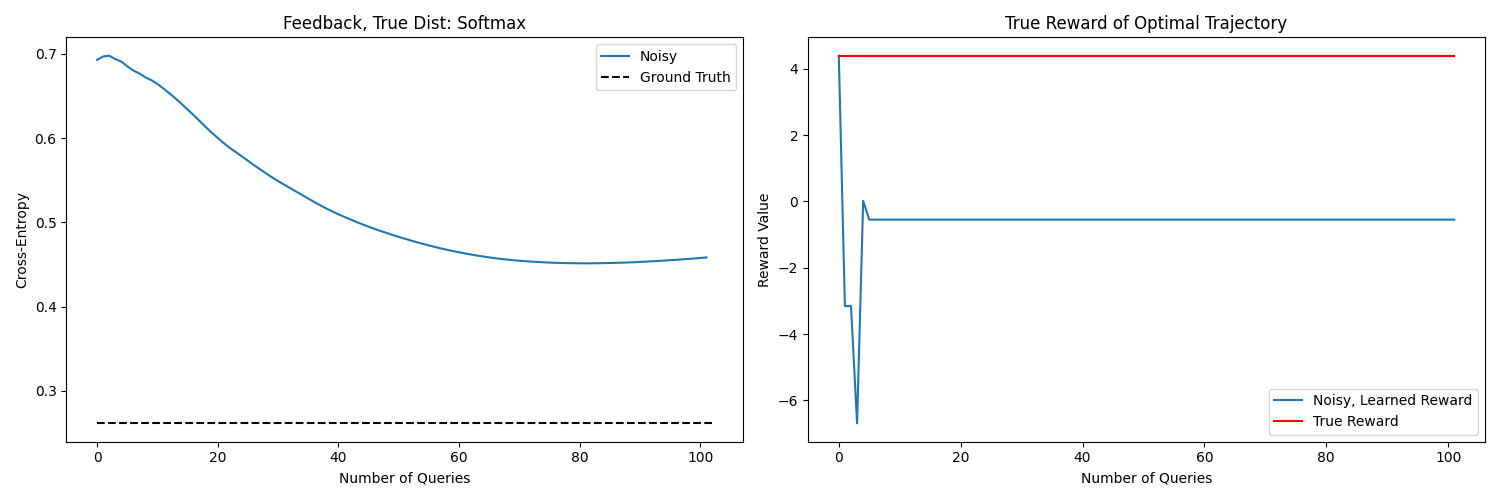 Feedback, True Dist: Softmax
0.7
0.6
0.5
0.4
0.3
Cross-Entropy
Noisy
Ground Truth
0 20 40 60 80 100
Number of Queries
True Reward of Optimal Trajectory
4
2
0
−2
−4
−6
Reward Value
Noisy, Learned Reward
True Reward
0 20 40 60 80 100
Number of Queries